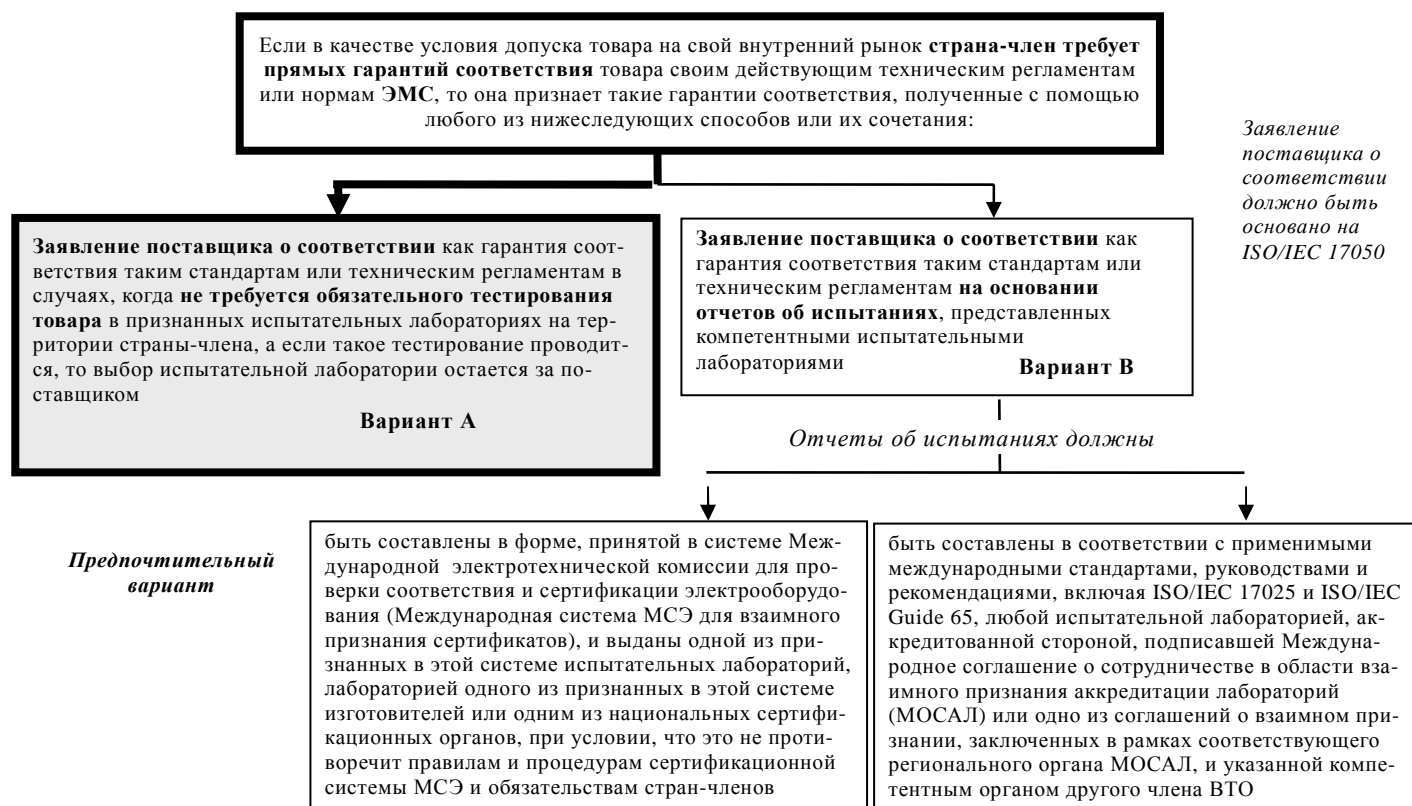 Если в качестве условия допуска товара на свой внутренний рынок страна-член требует
прямых гарантий соответствия товара своим действующим техническим регламентам
или нормам ЭМС, то она признает такие гарантии соответствия, полученные с помощью
любого из нижеследующих способов или их сочетания:
Заявление
поставщика о
соответствии
должно быть
основано на
ISO/IEC 17050
Заявление поставщика о соответствии как гарантия соот-
ветствия таким стандартам или техническим регламентам в
случаях, когда не требуется обязательного тестирования
товара в признанных испытательных лабораториях на тер-
ритории страны-члена, а если такое тестирование проводит-
ся, то выбор испытательной лаборатории остается за по-
ставщиком
Вариант А
Заявление поставщика о соответствии как
гарантия соответствия таким стандартам или
техническим регламентам на основании
отчетов об испытаниях, представленных
компетентными испытательными
лабораториями Вариант В
Отчеты об испытаниях должны
Предпочтительный
вариант
быть составлены в форме, принятой в системе Меж-
дународной электротехнической комиссии для про-
верки соответствия и сертификации электрооборудо-
вания (Международная система МСЭ для взаимного
признания сертификатов), и выданы одной из при-
знанных в этой системе испытательных лабораторий,
лабораторией одного из признанных в этой системе
изготовителей или одним из национальных сертифи-
кационных органов, при условии, что это не проти-
воречит правилам и процедурам сертификационной
системы МСЭ и обязательствам стран-членов
быть составлены в соответствии с применимыми
международными стандартами, руководствами и
рекомендациями, включая ISO/IEC 17025 и ISO/IEC
Guide 65, любой испытательной лабораторией, ак-
кредитованной стороной, подписавшей Междуна-
родное соглашение о сотрудничестве в области вза-
имного признания аккредитации лабораторий
(МОСАЛ) или одно из соглашений о взаимном при-
знании, заключенных в рамках соответствующего
регионального органа МОСАЛ, и указанной компе-
тентным органом другого члена ВТО